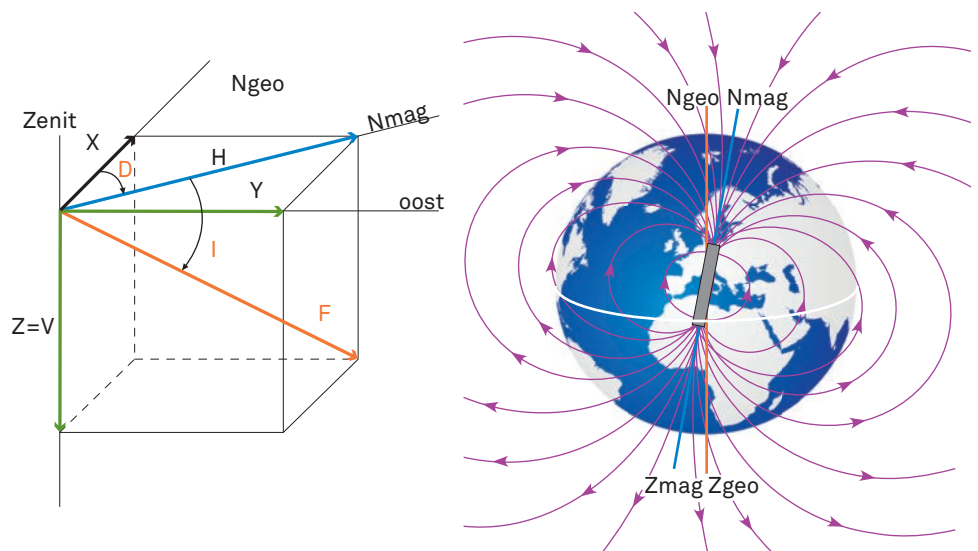 Ngeo
Zenit
X
Nmag
D
H
Y
oost
I
F
Z=V
Ngeo Nmag
Zmag Zgeo